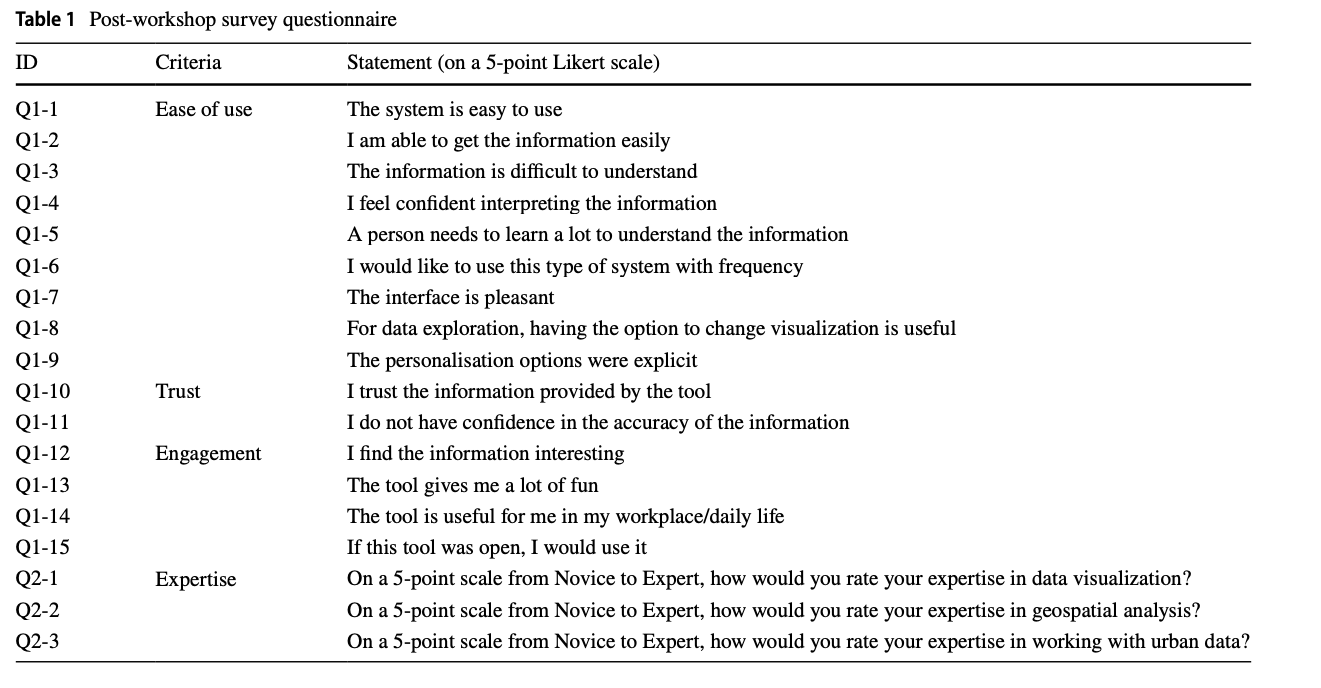 Table 1 Post-workshop survey questionnaire
ID Criteria Statement (on a 5-point Likert scale)
Q1-1 Ease of use The system is easy to use
Q1-2 I am able to get the information easily
Q1-3 The information is difficult to understand
Q1-4 I feel confident interpreting the information
Q1-5 A person needs to learn a lot to understand the information
Q1-6 I would like to use this type of system with frequency
Q1-7 The interface is pleasant
Q1-8 For data exploration, having the option to change visualization is useful
Q1-9 The personalisation options were explicit
Q1-10 Trust I trust the information provided by the tool
Q1-11 I do not have confidence in the accuracy of the information
Q1-12 Engagement I find the information interesting
Q1-13 The tool gives me a lot of fun
Q1-14 The tool is useful for me in my workplace/daily life
Q1-15 If this tool was open, I would use it
Q2-1 Expertise On a 5-point scale from Novice to Expert, how would you rate your expertise in data visualization?
Q2-2 On a 5-point scale from Novice to Expert, how would you rate your expertise in geospatial analysis?
Q2-3 On a 5-point scale from Novice to Expert, how would you rate your expertise in working with urban data?